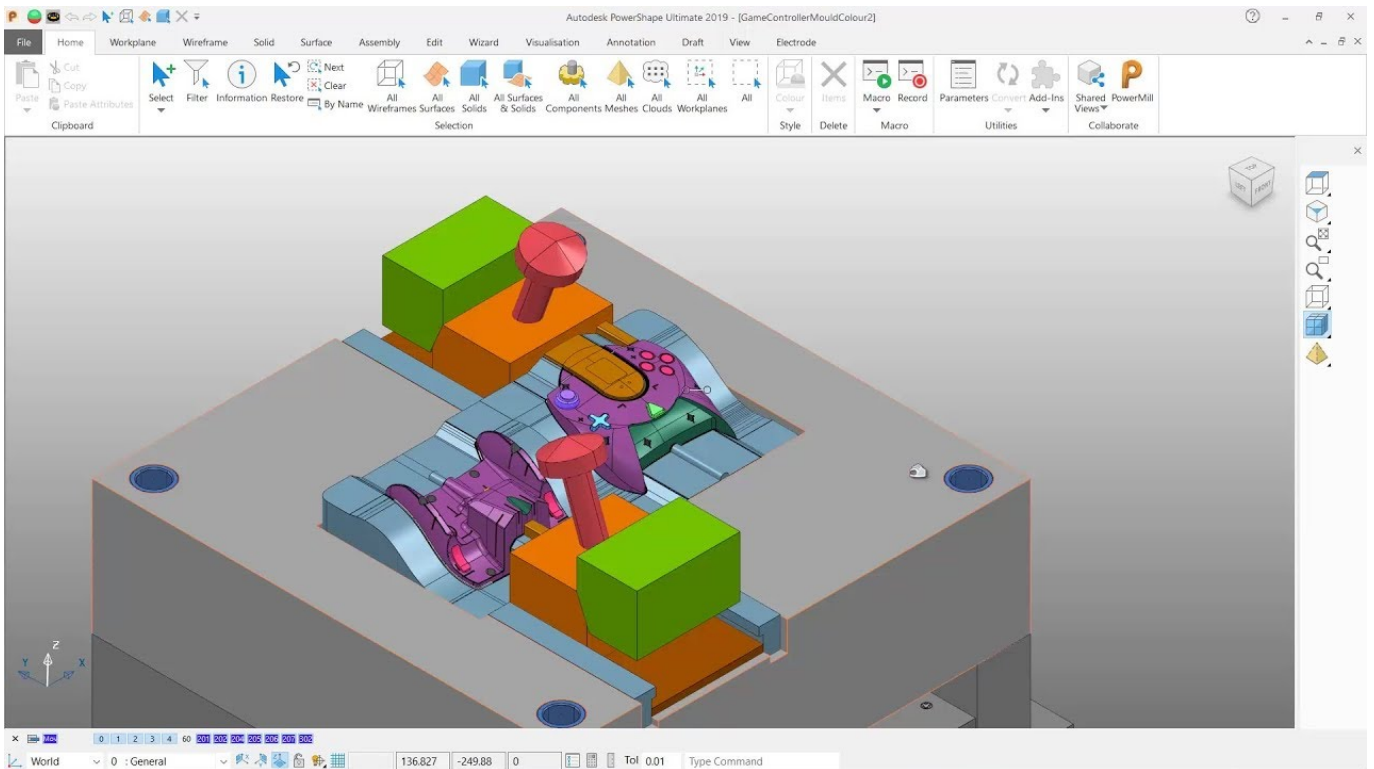 Autodesk PowerShape Ultimate 2019 - [GameControllerMouldColour2]
File Home Workplane Wireframe Solid Surface Assembly Edit Wizard Visualisation Annotation Draft View Electrode
Cut
Copy
Paste Paste Attributes
Clipboard
Select Filter Information Restore
Next
Clear
By Name
All Wireframes
All Surfaces
All Solids
All Surfaces & Solids
All Components
All Meshes
All Clouds
All Workplanes
All
Selection
Colour
Style
Items
Delete
Macro Record
Macro
Parameters Convert Add-Ins
Utilities
Shared Views PowerMill
Collaborate
TOP
LEFT FRONT
Z
Y X
0 1 2 3 4 60 201 202 204 205 206 207 302
World 0 : General 136.827 -249.88 0 Tol 0.01 Type Command